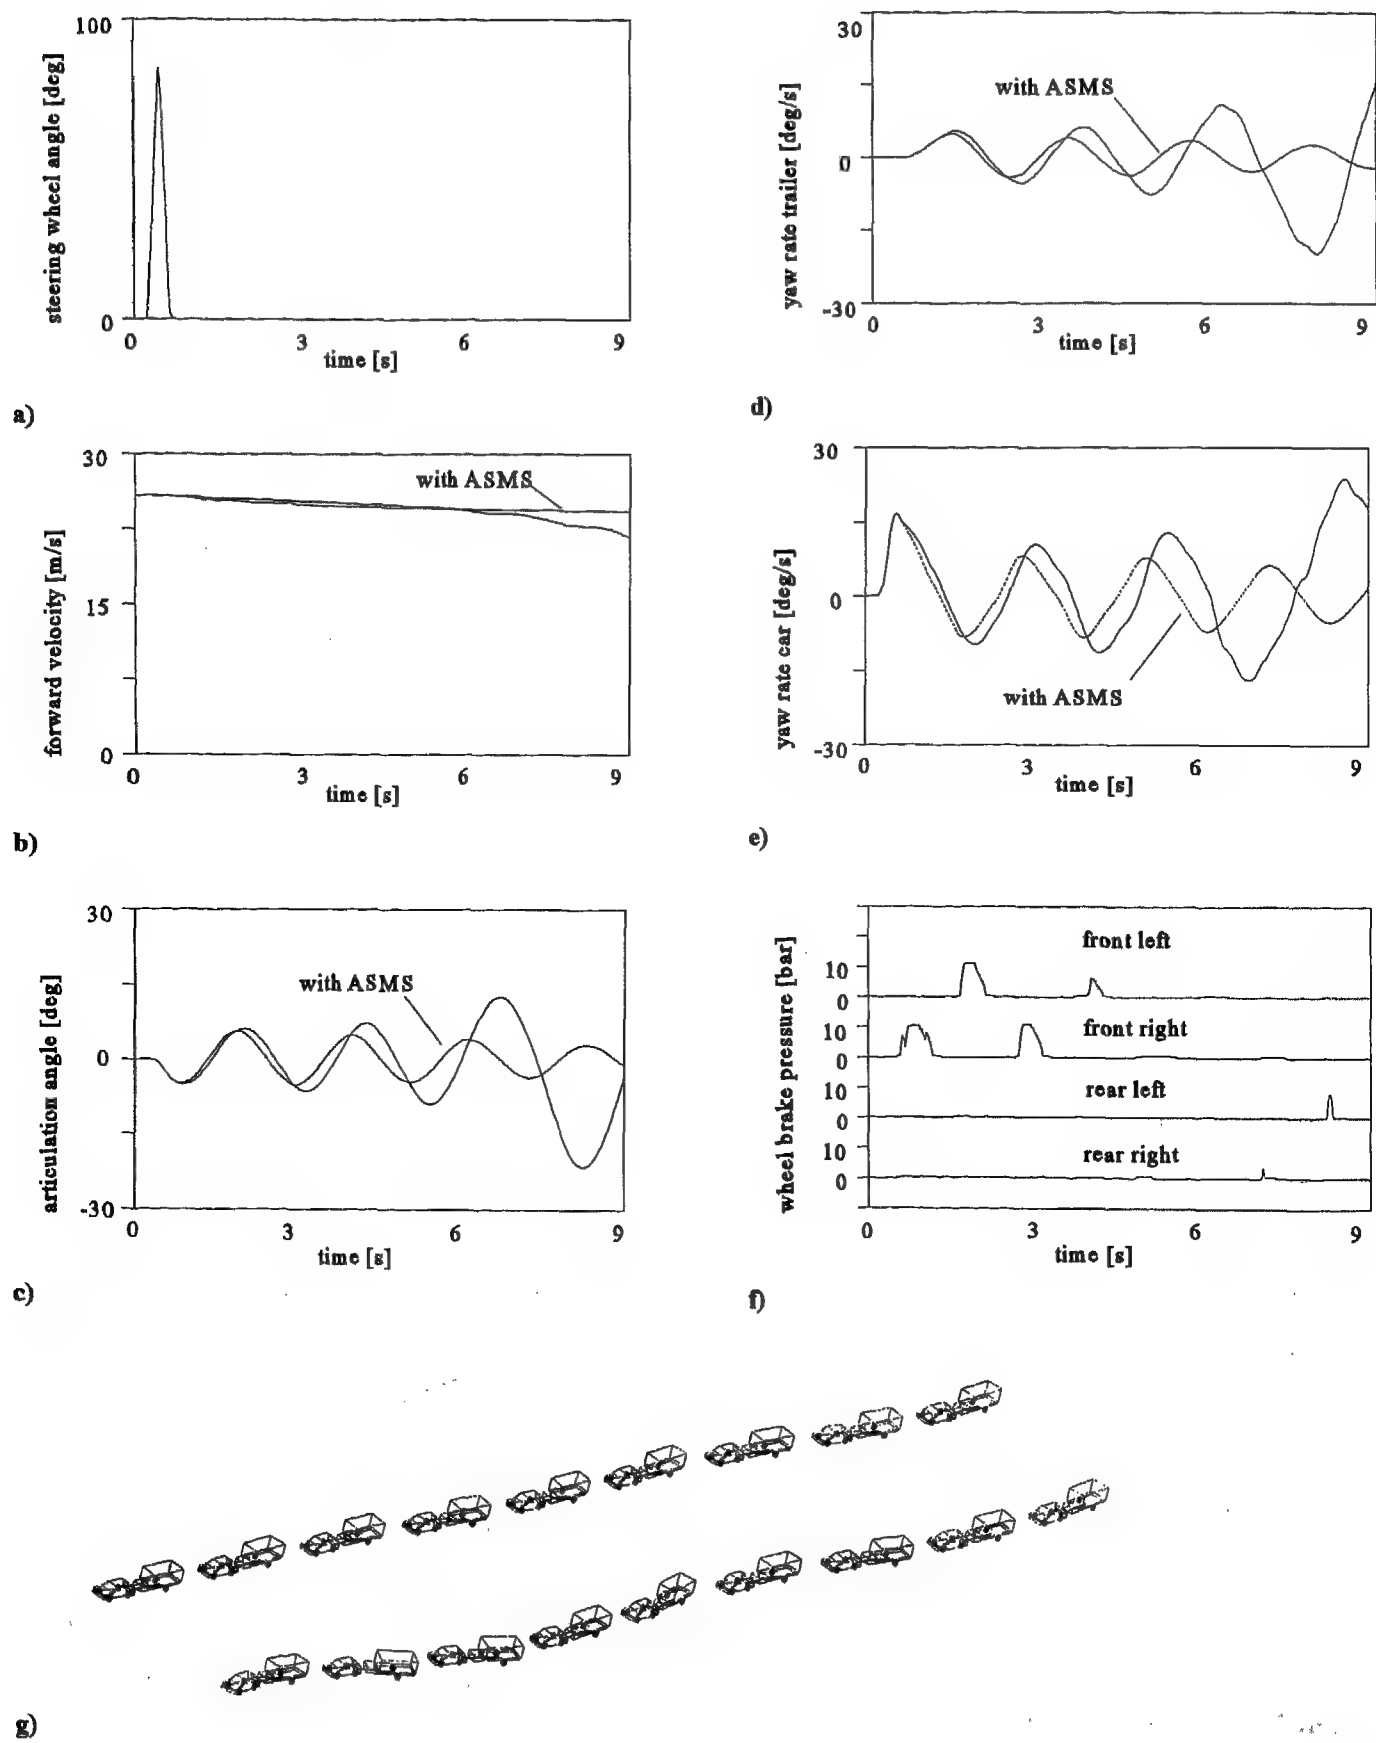 100
steering wheel angle [deg]
0
0 3 6 9
time [s]
a)
30
with ASMS
yaw rate trailer [deg/s]
0
-30
0 3 6 9
time [s]
d)
30
with ASMS
forward velocity [m/s]
15
0
0 3 6 9
time [s]
b)
30
yaw rate car [deg/s]
0
with ASMS
-30
0 3 6 9
time [s]
e)
30
with ASMS
articulation angle [deg]
0
-30
0 3 6 9
time [s]
c)
wheel brake pressure [bar]
front left
10
0
front right
10
0
rear left
10
0
rear right
10
0
0 3 6 9
time [s]
f)
g)